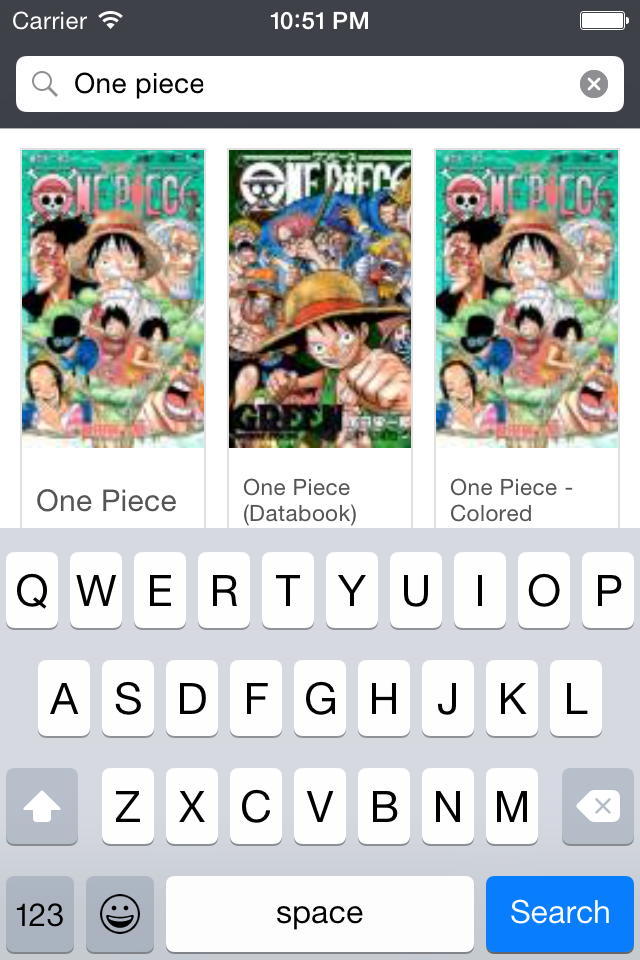 Carrier 10:51 PM
One piece
ONE PIECE ONE PIECE ONE PIECE
GREEN
One Piece
One Piece
(Databook)
One Piece -
Colored
Q W E R T Y U I O P
A S D F G H J K L
Z X C V B N M
123 space Search